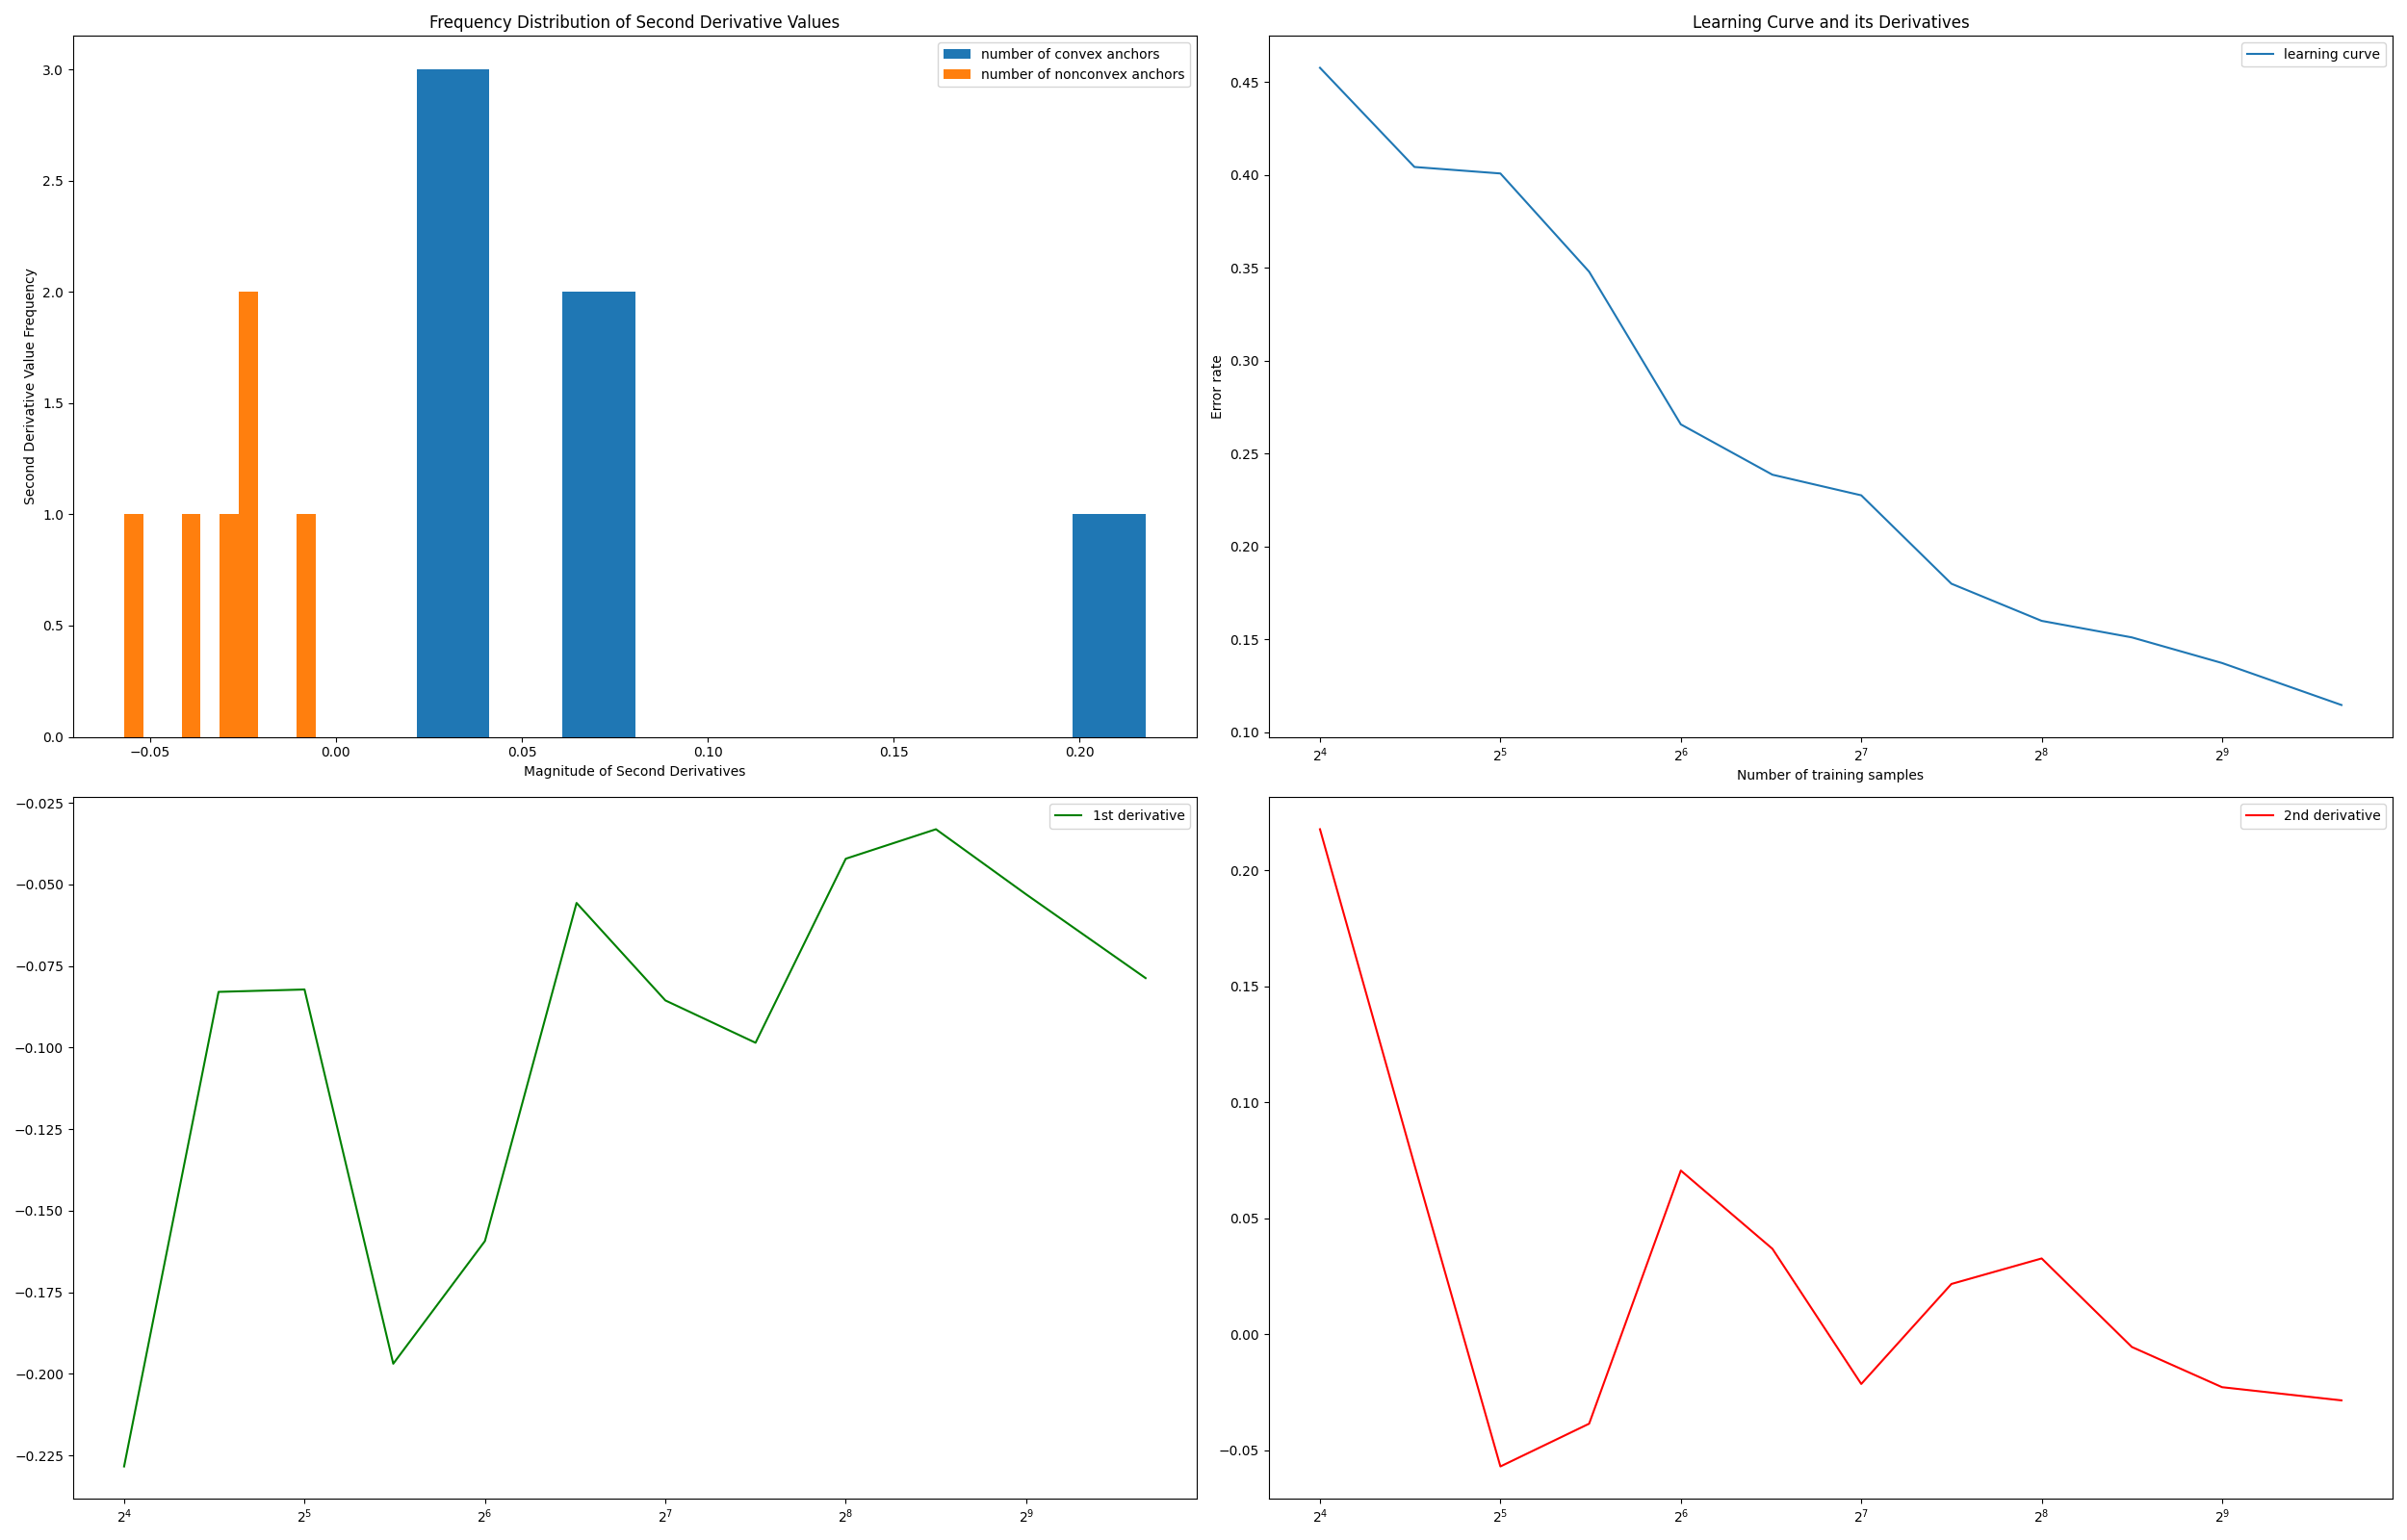 Frequency Distribution of Second Derivative Values
number of convex anchors
number of nonconvex anchors
Second Derivative Value Frequency
3.0
2.5
2.0
1.5
1.0
0.5
0.0
−0.05 0.00 0.05 0.10 0.15 0.20
Magnitude of Second Derivatives
Learning Curve and its Derivatives
learning curve
Error rate
0.45
0.40
0.35
0.30
0.25
0.20
0.15
0.10
2⁴ 2⁵ 2⁶ 2⁷ 2⁸ 2⁹
Number of training samples
1st derivative
−0.025
−0.050
−0.075
−0.100
−0.125
−0.150
−0.175
−0.200
−0.225
2⁴ 2⁵ 2⁶ 2⁷ 2⁸ 2⁹
2nd derivative
0.20
0.15
0.10
0.05
0.00
−0.05
2⁴ 2⁵ 2⁶ 2⁷ 2⁸ 2⁹